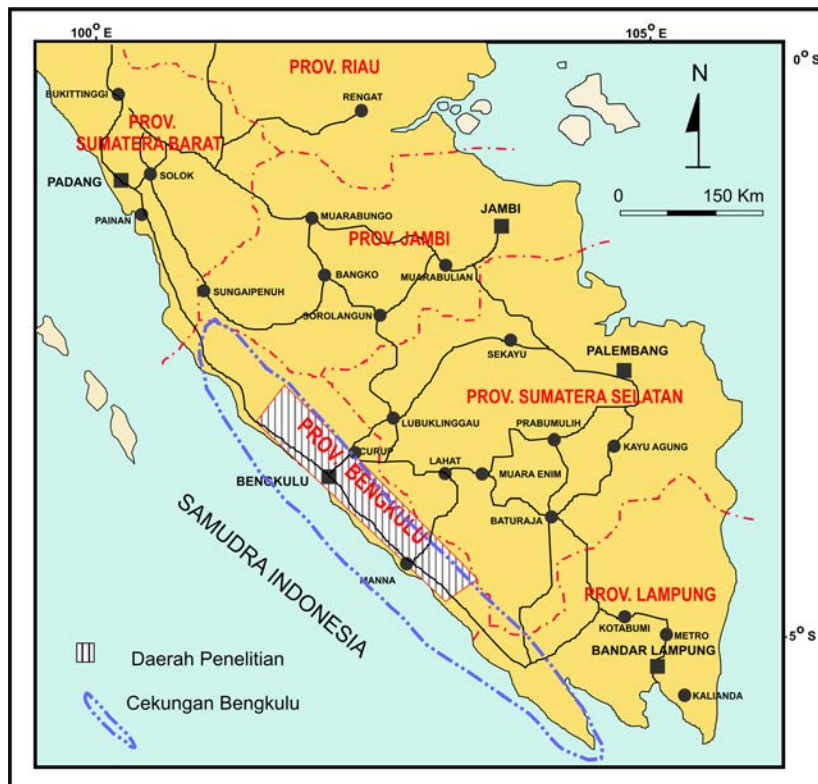 100° E
105° E
0° S
PROV. RIAU
BUKITTINGGI
RENGAT
N
PROV.
SUMATERA BARAT
SOLOK
PADANG
0 150 Km
PAINAN
MUARABUNGO
JAMBI
PROV. JAMBI
BANGKO
MUARABULIAN
SUNGAIPENUH
SOROLANGUN
SEKAYU
PALEMBANG
PROV. SUMATERA SELATAN
LUBUKLINGGAU
PRABUMULIH
KAYU AGUNG
CURUP
LAHAT
MUARA ENIM
PROV. BENGKULU
BENGKULU
BATURAJA
SAMUDRA INDONESIA
MANNA
PROV. LAMPUNG
KOTABUMI
METRO
5° S
BANDAR LAMPUNG
KALIANDA
Daerah Penelitian
Cekungan Bengkulu